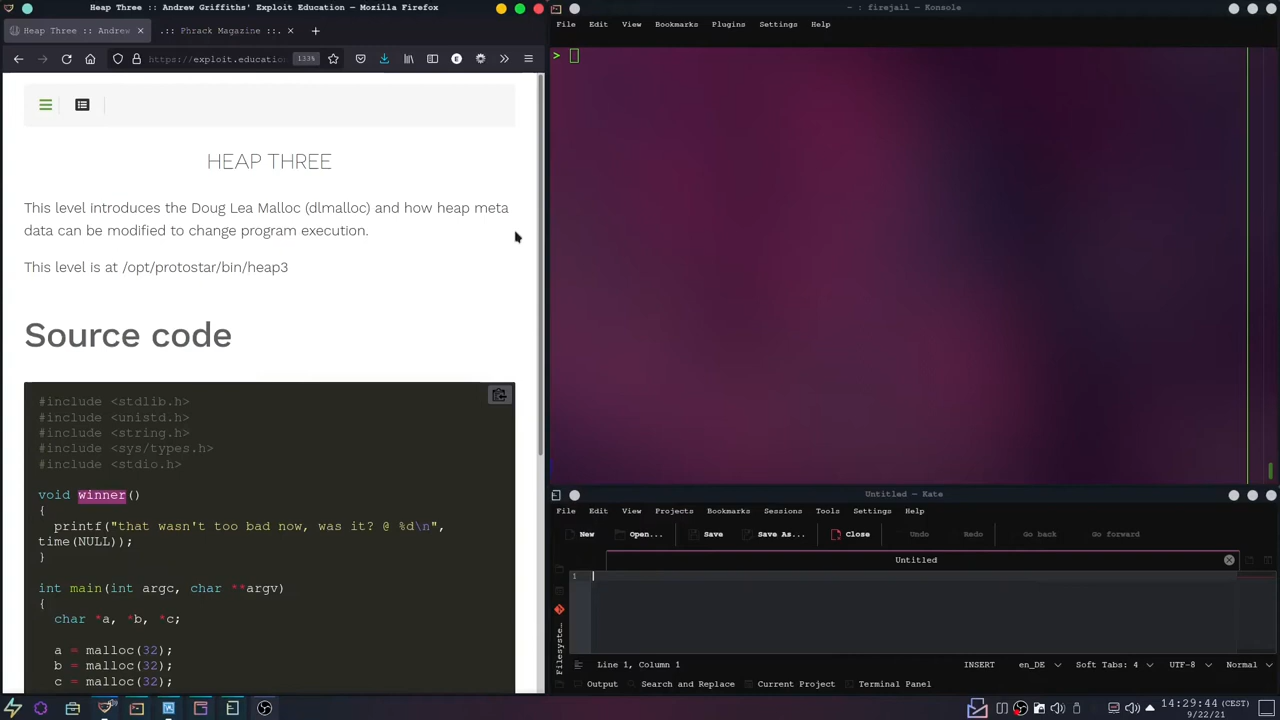 Heap Three :: Andrew Griffiths' Exploit Education — Mozilla Firefox
Heap Three :: Andrew
.:: Phrack Magazine ::.
https://exploit.education
133%
HEAP THREE
This level introduces the Doug Lea Malloc (dlmalloc) and how heap meta
data can be modified to change program execution.
This level is at /opt/protostar/bin/heap3
Source code
#include <stdlib.h>
#include <unistd.h>
#include <string.h>
#include <sys/types.h>
#include <stdio.h>
void winner()
{
printf("that wasn't too bad now, was it? @ %d\n",
time(NULL));
}
int main(int argc, char **argv)
{
char *a, *b, *c;
a = malloc(32);
b = malloc(32);
c = malloc(32);
~ : firejail — Konsole
File Edit View Bookmarks Plugins Settings Help
>
Untitled — Kate
File Edit View Projects Bookmarks Sessions Tools Settings Help
New Open... Save Save As... Close Undo Redo Go back Go forward
Untitled
1
Filesyste…
Line 1, Column 1 INSERT en_DE Soft Tabs: 4 UTF-8 Normal
Output Search and Replace Current Project Terminal Panel
14:29:44 (CEST)
9/22/21